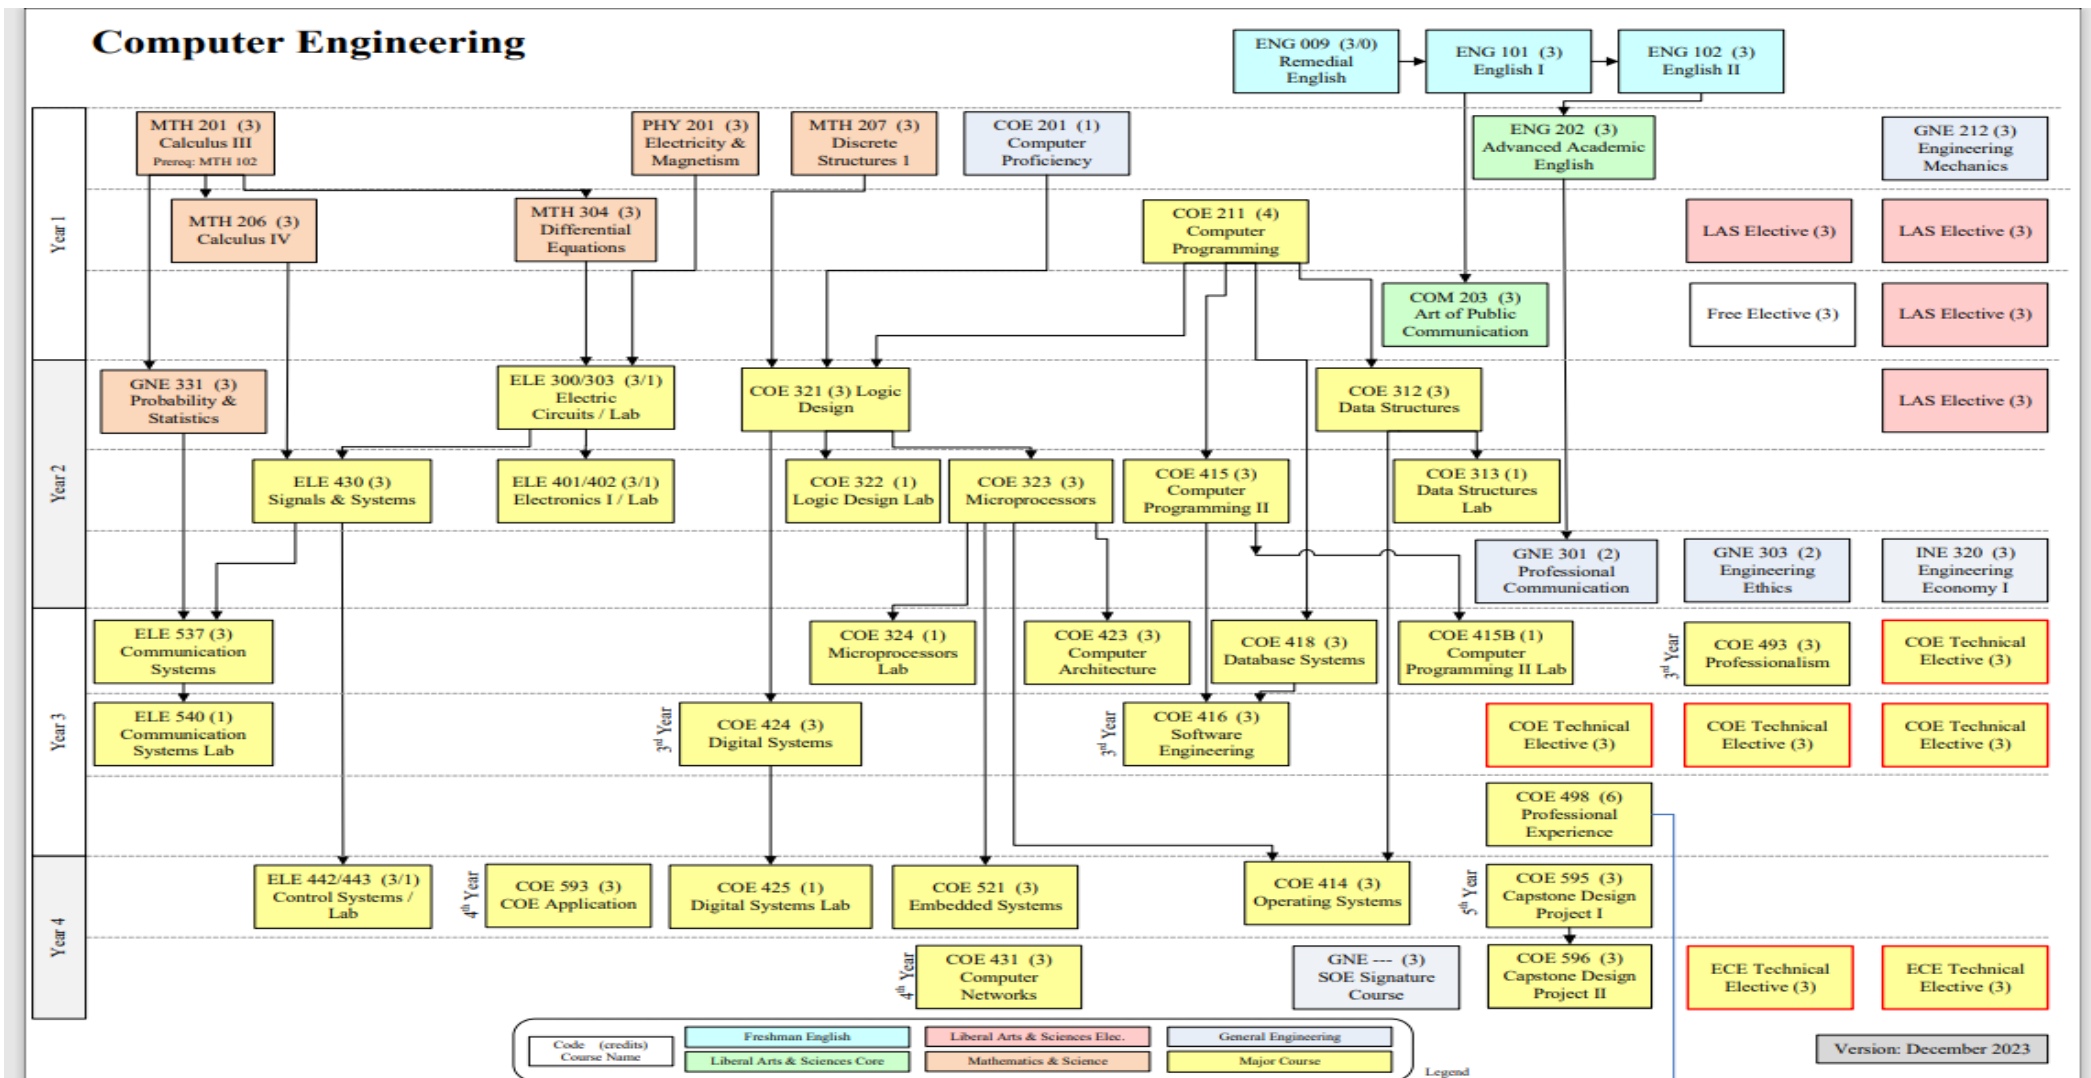 Computer Engineering
ENG 009 (3/0)
Remedial
English
ENG 101 (3)
English I
ENG 102 (3)
English II
Year 1
MTH 201 (3)
Calculus III
Prereq: MTH 102
PHY 201 (3)
Electricity &
Magnetism
MTH 207 (3)
Discrete
Structures 1
COE 201 (1)
Computer
Proficiency
ENG 202 (3)
Advanced Academic
English
GNE 212 (3)
Engineering
Mechanics
MTH 206 (3)
Calculus IV
MTH 304 (3)
Differential
Equations
COE 211 (4)
Computer
Programming
LAS Elective (3)
LAS Elective (3)
COM 203 (3)
Art of Public
Communication
Free Elective (3)
LAS Elective (3)
Year 2
GNE 331 (3)
Probability &
Statistics
ELE 300/303 (3/1)
Electric
Circuits / Lab
COE 321 (3) Logic
Design
COE 312 (3)
Data Structures
LAS Elective (3)
ELE 430 (3)
Signals & Systems
ELE 401/402 (3/1)
Electronics I / Lab
COE 322 (1)
Logic Design Lab
COE 323 (3)
Microprocessors
COE 415 (3)
Computer
Programming II
COE 313 (1)
Data Structures
Lab
GNE 301 (2)
Professional
Communication
GNE 303 (2)
Engineering
Ethics
INE 320 (3)
Engineering
Economy I
Year 3
ELE 537 (3)
Communication
Systems
COE 324 (1)
Microprocessors
Lab
COE 423 (3)
Computer
Architecture
COE 418 (3)
Database Systems
COE 415B (1)
Computer
Programming II Lab
3rd Year
COE 493 (3)
Professionalism
COE Technical
Elective (3)
ELE 540 (1)
Communication
Systems Lab
3rd Year
COE 424 (3)
Digital Systems
3rd Year
COE 416 (3)
Software
Engineering
COE Technical
Elective (3)
COE Technical
Elective (3)
COE Technical
Elective (3)
COE 498 (6)
Professional
Experience
Year 4
ELE 442/443 (3/1)
Control Systems /
Lab
4th Year
COE 593 (3)
COE Application
COE 425 (1)
Digital Systems Lab
COE 521 (3)
Embedded Systems
COE 414 (3)
Operating Systems
5th Year
COE 595 (3)
Capstone Design
Project I
4th Year
COE 431 (3)
Computer
Networks
GNE --- (3)
SOE Signature
Course
COE 596 (3)
Capstone Design
Project II
ECE Technical
Elective (3)
ECE Technical
Elective (3)
Code (credits)
Course Name
Freshman English
Liberal Arts & Sciences Elec.
General Engineering
Liberal Arts & Sciences Core
Mathematics & Science
Major Course
Legend
Version: December 2023